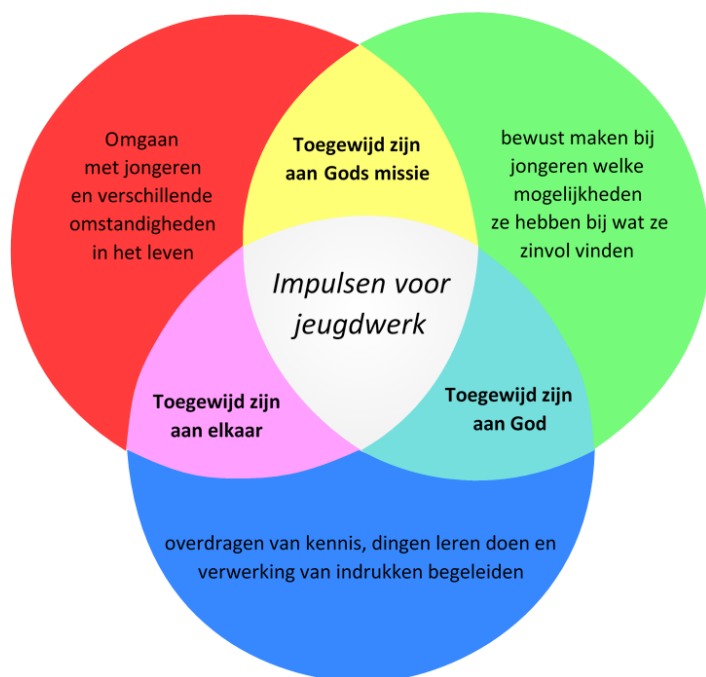 Omgaan
met jongeren
en verschillende
omstandigheden
in het leven
Toegewijd zijn
aan Gods missie
bewust maken bij
jongeren welke
mogelijkheden
ze hebben bij wat ze
zinvol vinden
Impulsen voor
jeugdwerk
Toegewijd zijn
aan elkaar
Toegewijd zijn
aan God
overdragen van kennis, dingen leren doen en
verwerking van indrukken begeleiden